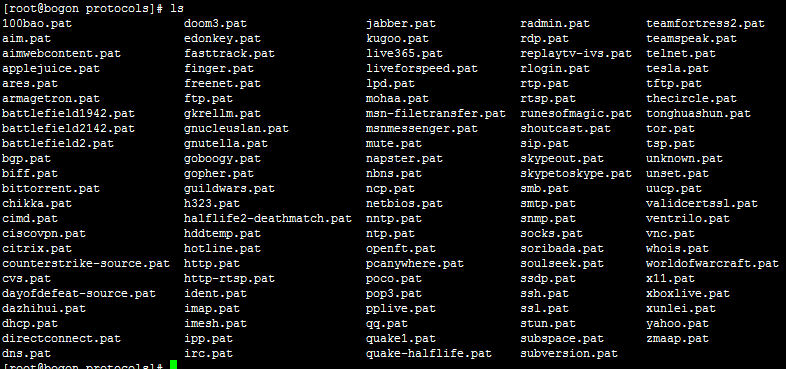 [root@bogon protocols]# ls
100bao.pat doom3.pat jabber.pat radmin.pat teamfortress2.pat
aim.pat edonkey.pat kugoo.pat rdp.pat teamspeak.pat
aimwebcontent.pat fasttrack.pat live365.pat replaytv-ivs.pat telnet.pat
applejuice.pat finger.pat liveforspeed.pat rlogin.pat tesla.pat
ares.pat freenet.pat lpd.pat rtp.pat tftp.pat
armagetron.pat ftp.pat mohaa.pat rtsp.pat thecircle.pat
battlefield1942.pat gkrellm.pat msn-filetransfer.pat runesofmagic.pat tonghuashun.pat
battlefield2142.pat gnucleuslan.pat msnmessenger.pat shoutcast.pat tor.pat
battlefield2.pat gnutella.pat mute.pat sip.pat tsp.pat
bgp.pat goboogy.pat napster.pat skypeout.pat unknown.pat
biff.pat gopher.pat nbns.pat skypetoskype.pat unset.pat
bittorrent.pat guildwars.pat ncp.pat smb.pat uucp.pat
chikka.pat h323.pat netbios.pat smtp.pat validcertssl.pat
cimd.pat halflife2-deathmatch.pat nntp.pat snmp.pat ventrilo.pat
ciscovpn.pat hddtemp.pat ntp.pat socks.pat vnc.pat
citrix.pat hotline.pat openft.pat soribada.pat whois.pat
counterstrike-source.pat http.pat pcanywhere.pat soulseek.pat worldofwarcraft.pat
cvs.pat http-rtsp.pat poco.pat ssdp.pat x11.pat
dayofdefeat-source.pat ident.pat pop3.pat ssh.pat xboxlive.pat
dazhihui.pat imap.pat pplive.pat ssl.pat xunlei.pat
dhcp.pat imesh.pat qq.pat stun.pat yahoo.pat
directconnect.pat ipp.pat quake1.pat subspace.pat zmaap.pat
dns.pat irc.pat quake-halflife.pat subversion.pat
[root@bogon protocols]#